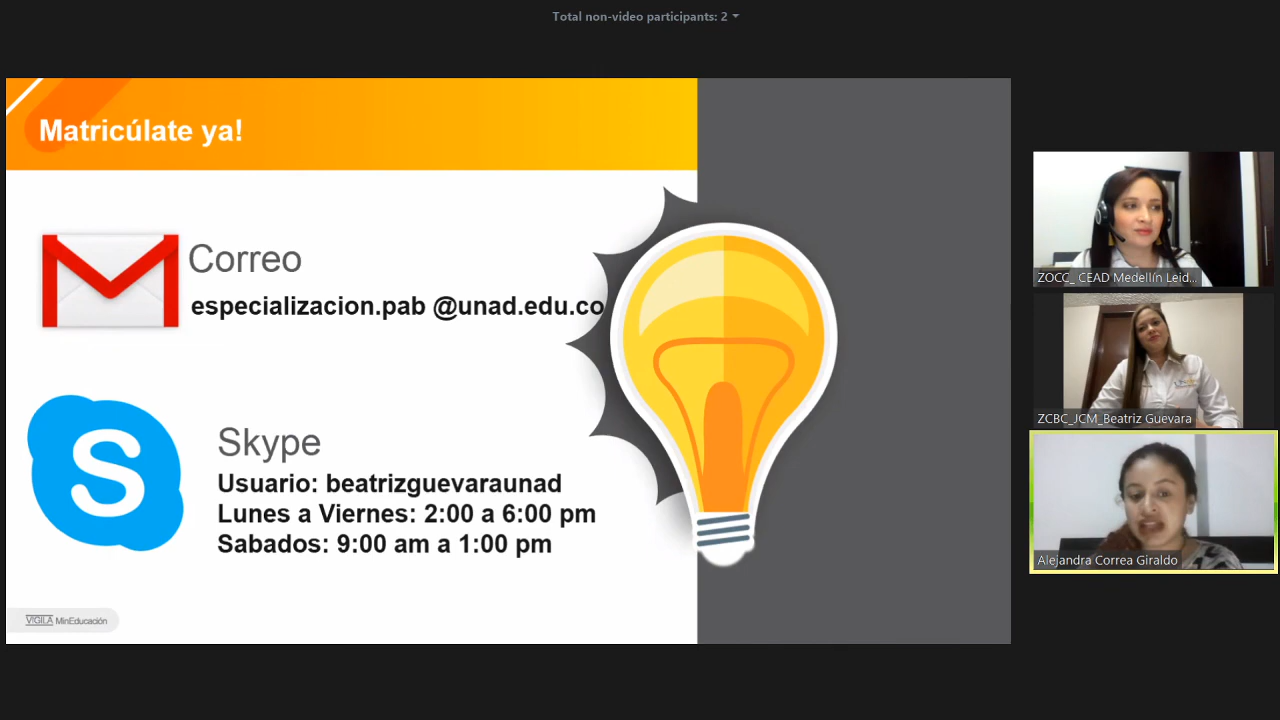 Total non-video participants: 2
Matricúlate ya!
Correo
especializacion.pab @unad.edu.co
Skype
Usuario: beatrizguevaraunad
Lunes a Viernes: 2:00 a 6:00 pm
Sabados: 9:00 am a 1:00 pm
VIGILA MinEducación
ZOCC_ CEAD Medellín Leid...
ZCBC_JCM_Beatriz Guevara
Alejandra Correa Giraldo